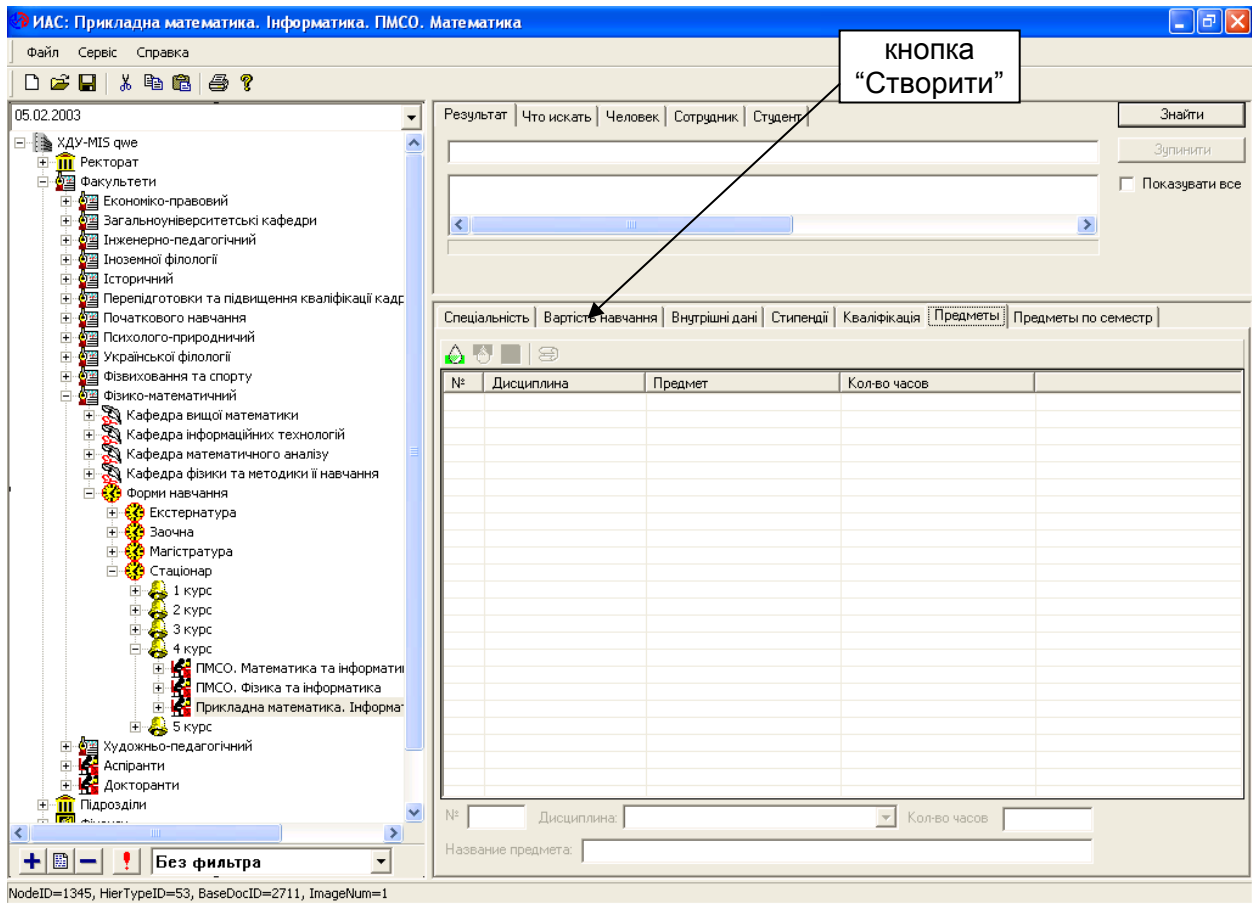 ИАС: Прикладна математика. Інформатика. ПМСО. Математика
кнопка
“Створити”
Файл Сервіс Справка
05.02.2003
ХДУ-MIS qwe
Ректорат
Факультети
Економіко-правовий
Загальноуніверситетські кафедри
Інженерно-педагогічний
Іноземної філології
Історичний
Перепідготовки та підвищення кваліфікації кадр
Початкового навчання
Психолого-природничий
Української філології
Фізвиховання та спорту
Фізико-математичний
Кафедра вищої математики
Кафедра інформаційних технологій
Кафедра математичного аналізу
Кафедра фізики та методики її навчання
Форми навчання
Екстернатура
Заочна
Магістратура
Стаціонар
1 курс
2 курс
3 курс
4 курс
ПМСО. Математика та інформати
ПМСО. Фізика та інформатика
Прикладна математика. Інформа
5 курс
Художньо-педагогічний
Аспіранти
Докторанти
Підрозділи
Без фильтра
Результат Что искать Человек Сотрудник Студент
Знайти
Зупинити
Показувати все
Спеціальність Вартість навчання Внутрішні дані Стипендії Кваліфікація Предметы Предметы по семестр
№ Дисциплина Предмет Кол-во часов
№ Дисциплина: Кол-во часов
Название предмета:
NodeID=1345, HierTypeID=53, BaseDocID=2711, ImageNum=1